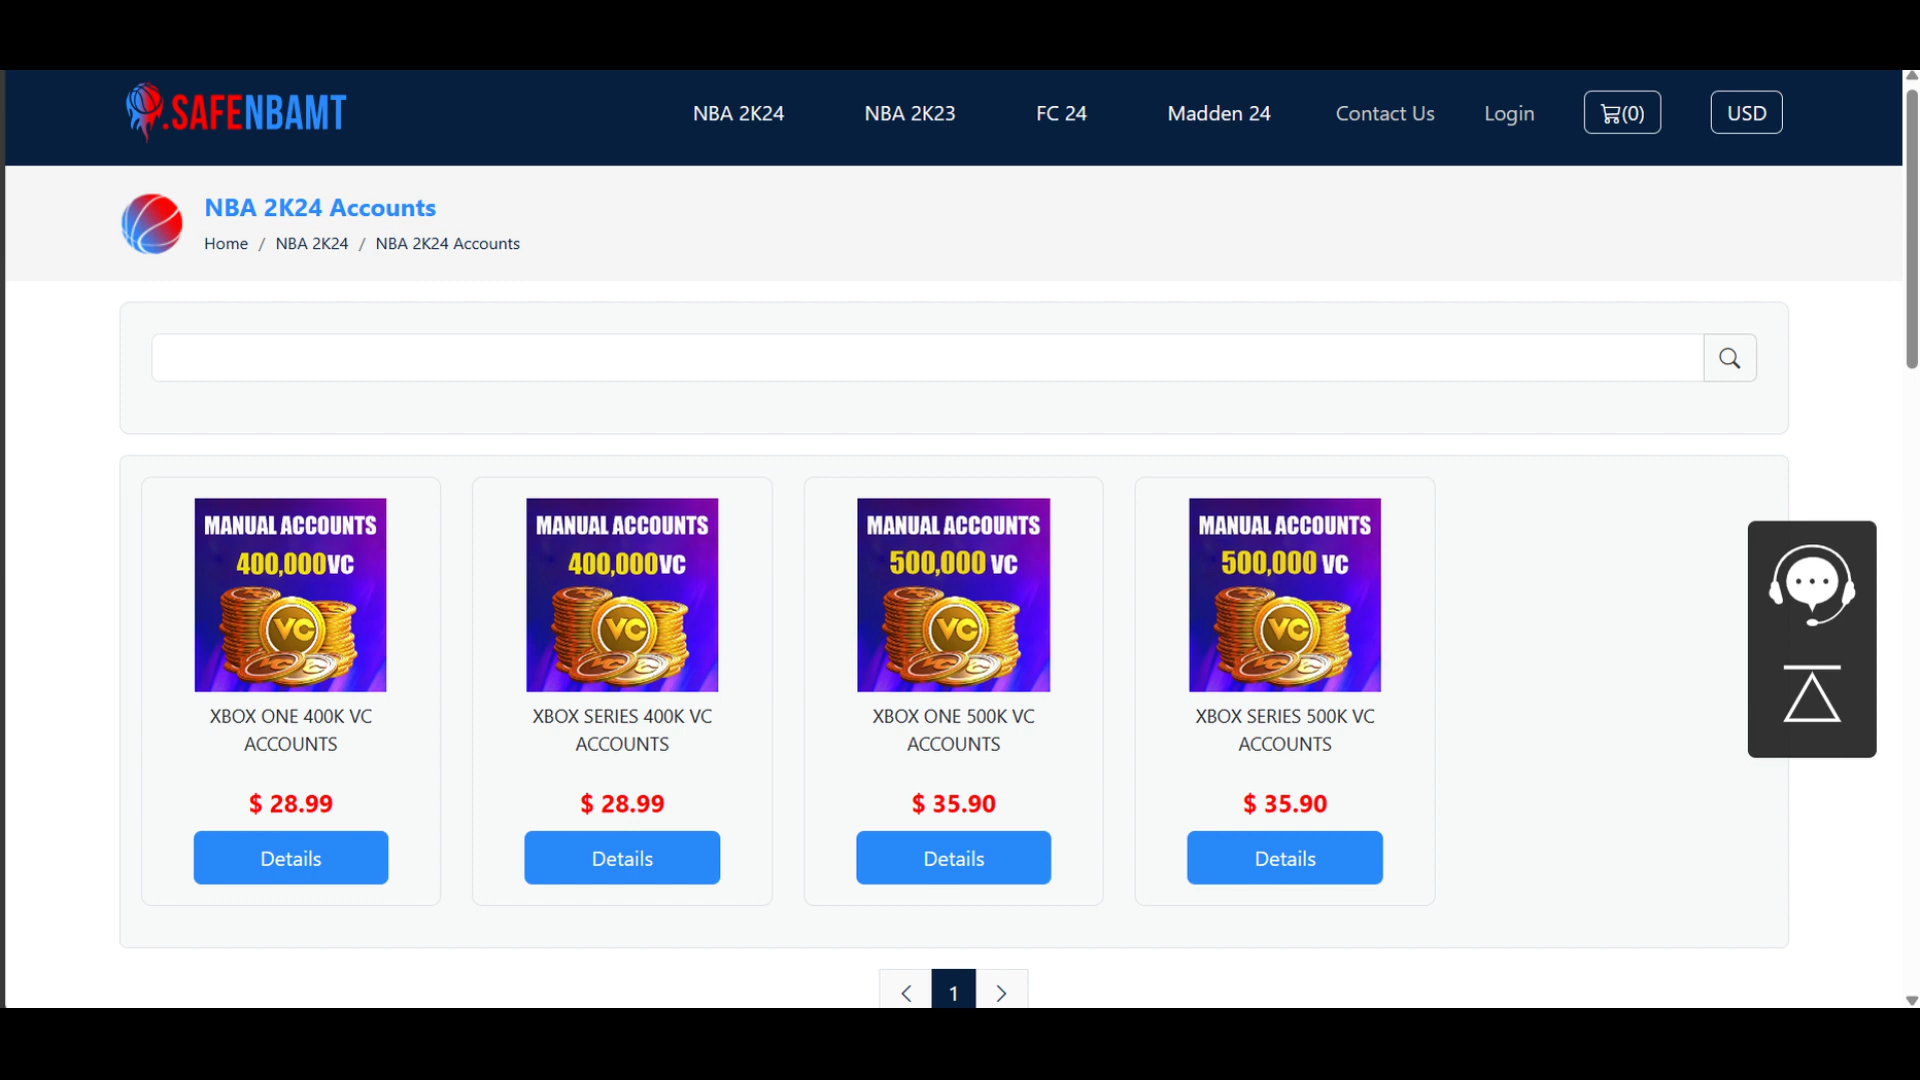 .SAFENBAMT
NBA 2K24
NBA 2K23
FC 24
Madden 24
Contact Us
Login
(0)
USD
NBA 2K24 Accounts
Home / NBA 2K24 / NBA 2K24 Accounts
MANUAL ACCOUNTS
400,000VC
VC
XBOX ONE 400K VC
ACCOUNTS
$ 28.99
Details
MANUAL ACCOUNTS
400,000VC
VC
XBOX SERIES 400K VC
ACCOUNTS
$ 28.99
Details
MANUAL ACCOUNTS
500,000 VC
VC
XBOX ONE 500K VC
ACCOUNTS
$ 35.90
Details
MANUAL ACCOUNTS
500,000 VC
VC
XBOX SERIES 500K VC
ACCOUNTS
$ 35.90
Details
1